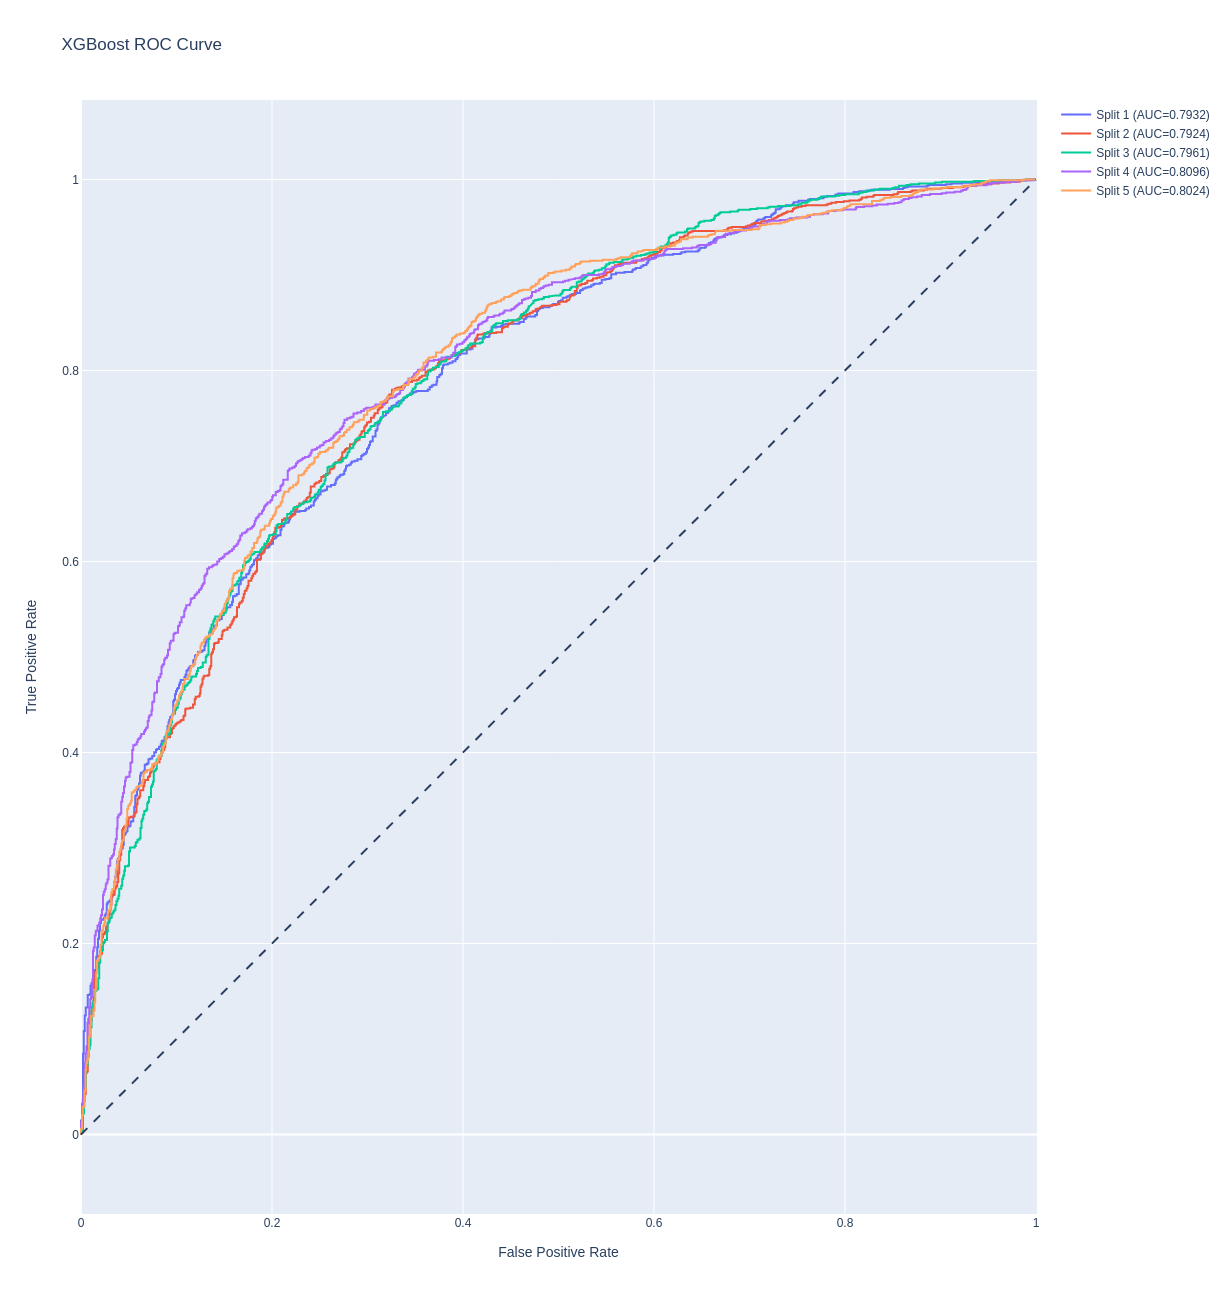 XGBoost ROC Curve
Split 1 (AUC=0.7932)
Split 2 (AUC=0.7924)
Split 3 (AUC=0.7961)
Split 4 (AUC=0.8096)
Split 5 (AUC=0.8024)
1
0.8
0.6
0.4
0.2
0
True Positive Rate
0
0.2
0.4
0.6
0.8
1
False Positive Rate